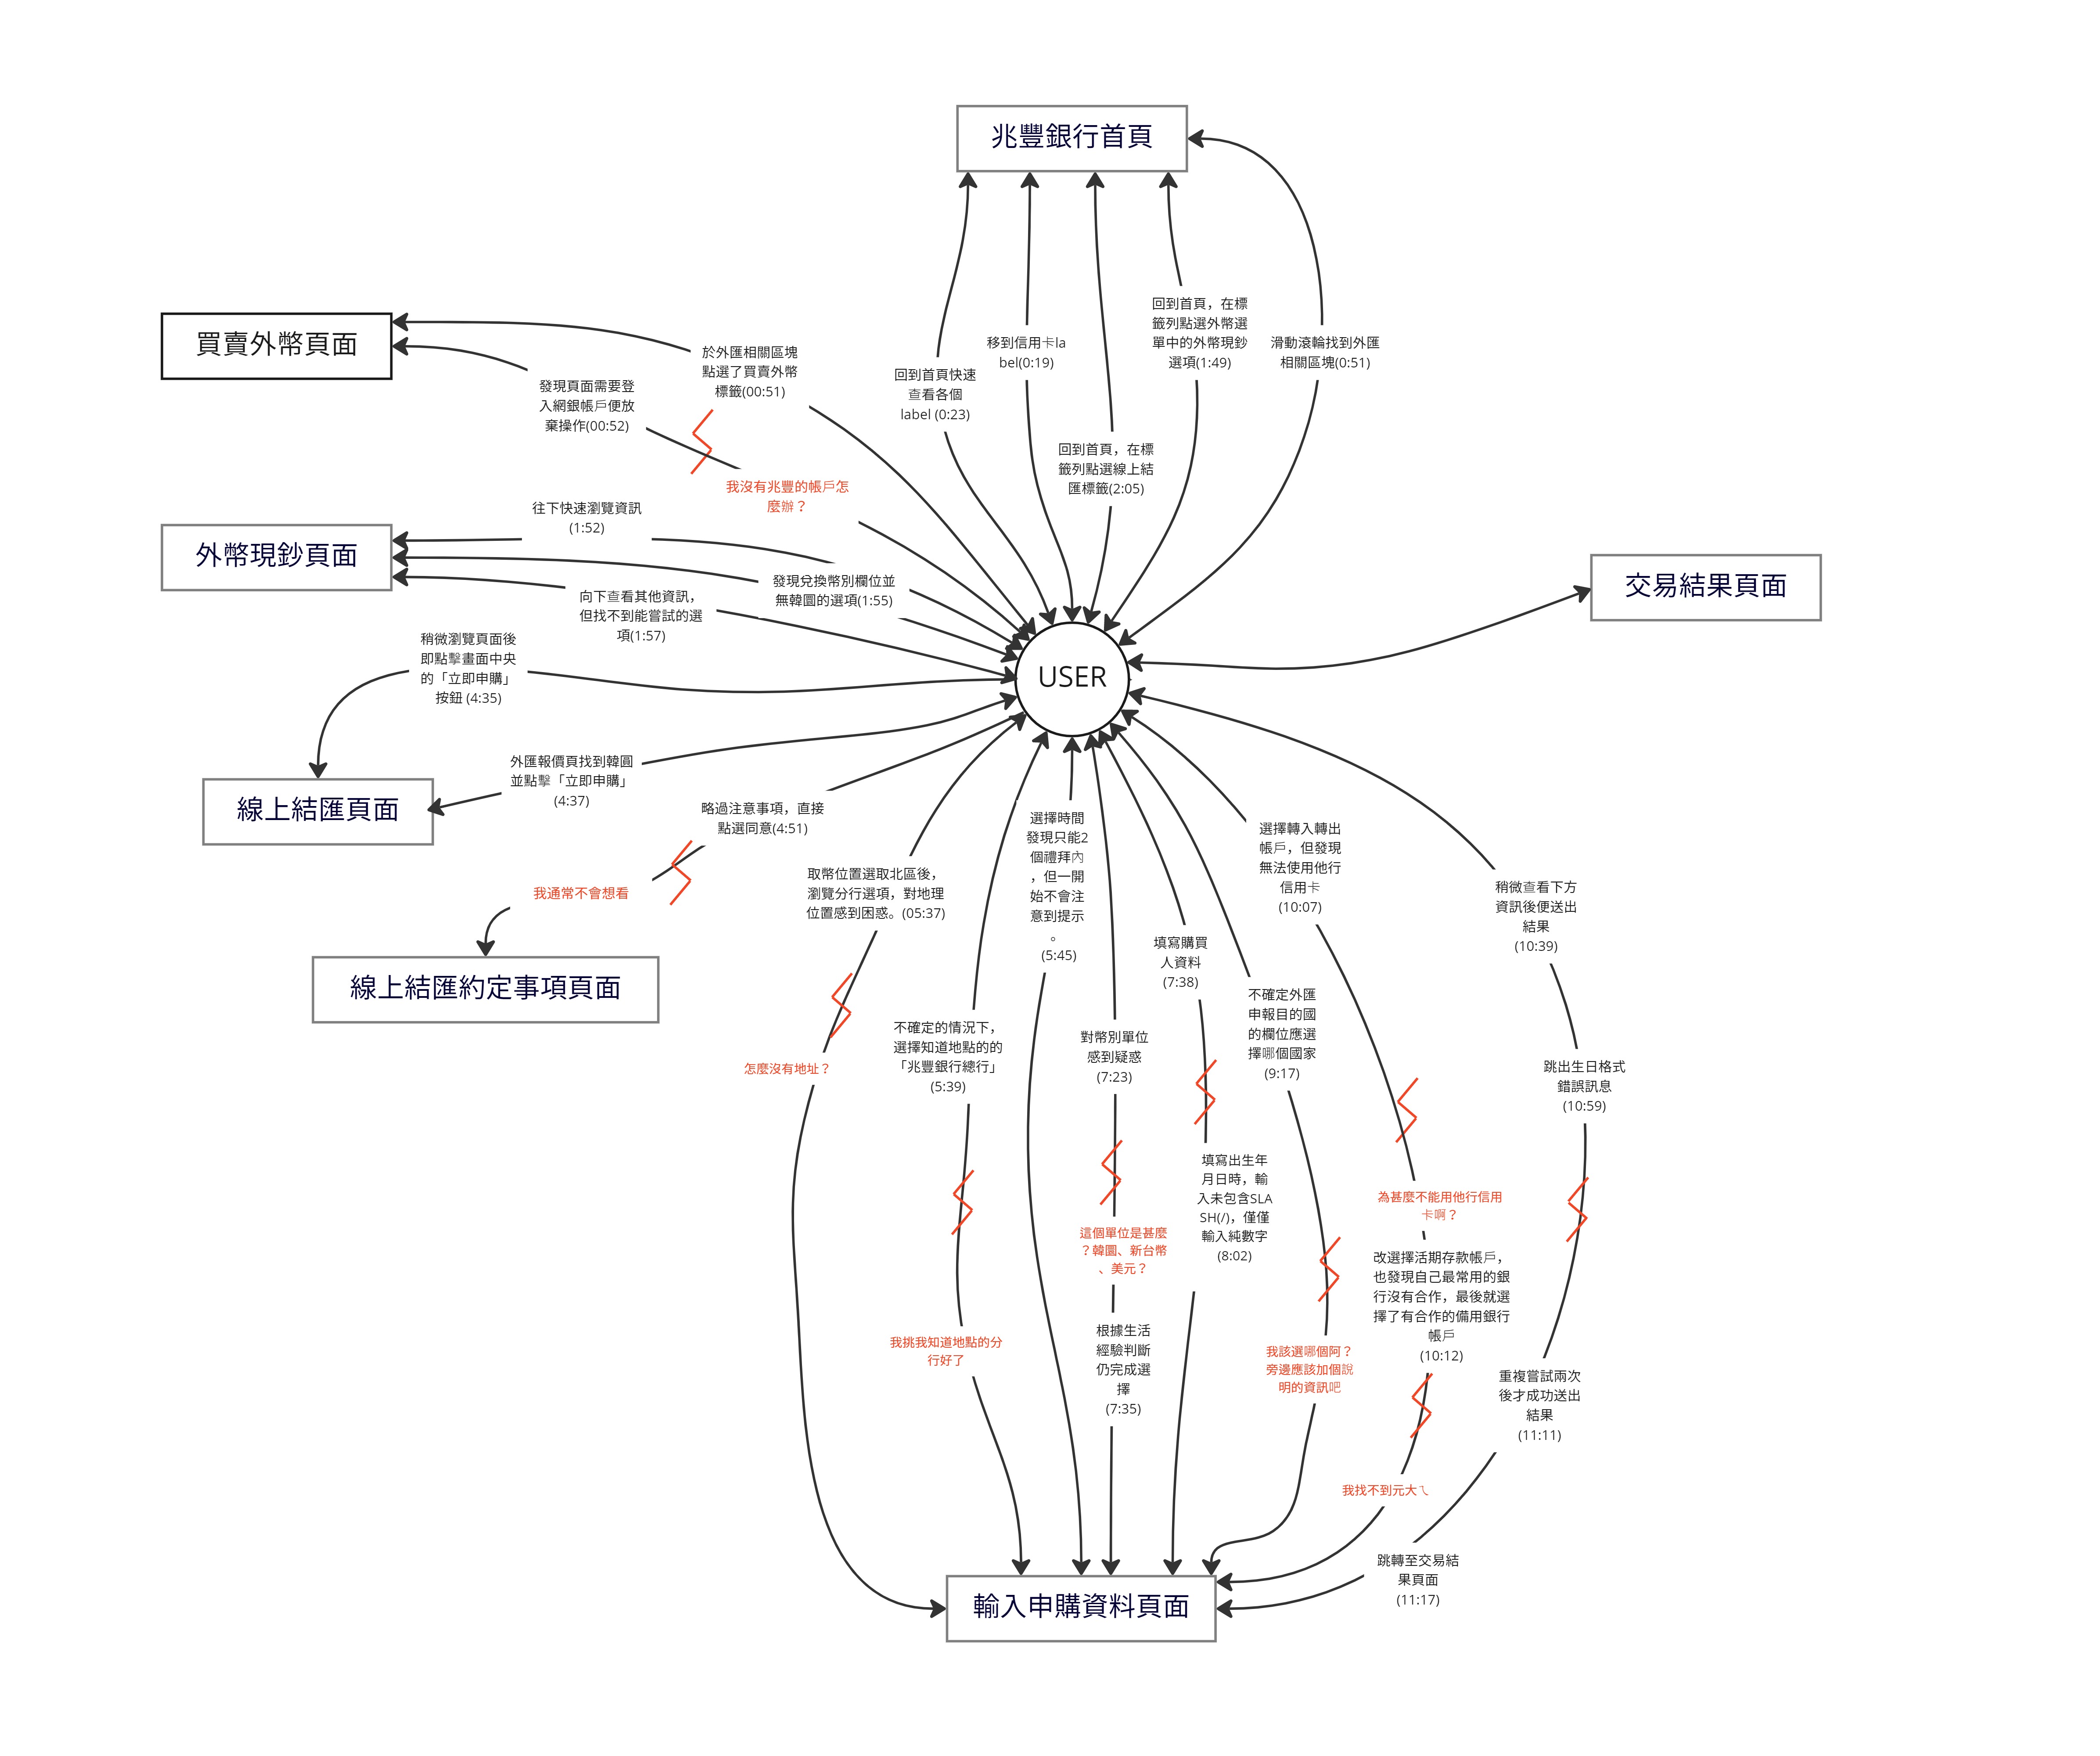 兆豐銀行首頁
回到首頁快速
查看各個
label (0:23)
移到信用卡la
bel(0:19)
回到首頁，在標
籤列點選線上結
匯標籤(2:05)
回到首頁，在標
籤列點選外幣選
單中的外幣現鈔
選項(1:49)
滑動滾輪找到外匯
相關區塊(0:51)
買賣外幣頁面
於外匯相關區塊
點選了買賣外幣
標籤(00:51)
發現頁面需要登
入網銀帳戶便放
棄操作(00:52)
我沒有兆豐的帳戶怎
麼辦？
外幣現鈔頁面
往下快速瀏覽資訊
(1:52)
發現兌換幣別欄位並
無韓圓的選項(1:55)
向下查看其他資訊，
但找不到能嘗試的選
項(1:57)
交易結果頁面
USER
稍微瀏覽頁面後
即點擊畫面中央
的「立即申購」
按鈕 (4:35)
外匯報價頁找到韓圓
並點擊「立即申購」
(4:37)
線上結匯頁面
略過注意事項，直接
點選同意(4:51)
我通常不會想看
線上結匯約定事項頁面
取幣位置選取北區後，
瀏覽分行選項，對地理
位置感到困惑。(05:37)
怎麼沒有地址？
不確定的情況下，
選擇知道地點的的
「兆豐銀行總行」
(5:39)
我挑我知道地點的分
行好了
選擇時間
發現只能2
個禮拜內
，但一開
始不會注
意到提示
。
(5:45)
對幣別單位
感到疑惑
(7:23)
這個單位是甚麼
？韓圜、新台幣
、美元？
根據生活
經驗判斷
仍完成選
擇
(7:35)
填寫購買
人資料
(7:38)
填寫出生年
月日時，輸
入未包含SLA
SH(/)，僅僅
輸入純數字
(8:02)
不確定外匯
申報目的國
的欄位應選
擇哪個國家
(9:17)
我該選哪個阿？
旁邊應該加個說
明的資訊吧
選擇轉入轉出
帳戶，但發現
無法使用他行
信用卡
(10:07)
為甚麼不能用他行信用
卡啊？
改選擇活期存款帳戶，
也發現自己最常用的銀
行沒有合作，最後就選
擇了有合作的備用銀行
帳戶
(10:12)
我找不到元大ㄟ
稍微查看下方
資訊後便送出
結果
(10:39)
跳出生日格式
錯誤訊息
(10:59)
重複嘗試兩次
後才成功送出
結果
(11:11)
跳轉至交易結
果頁面
(11:17)
輸入申購資料頁面